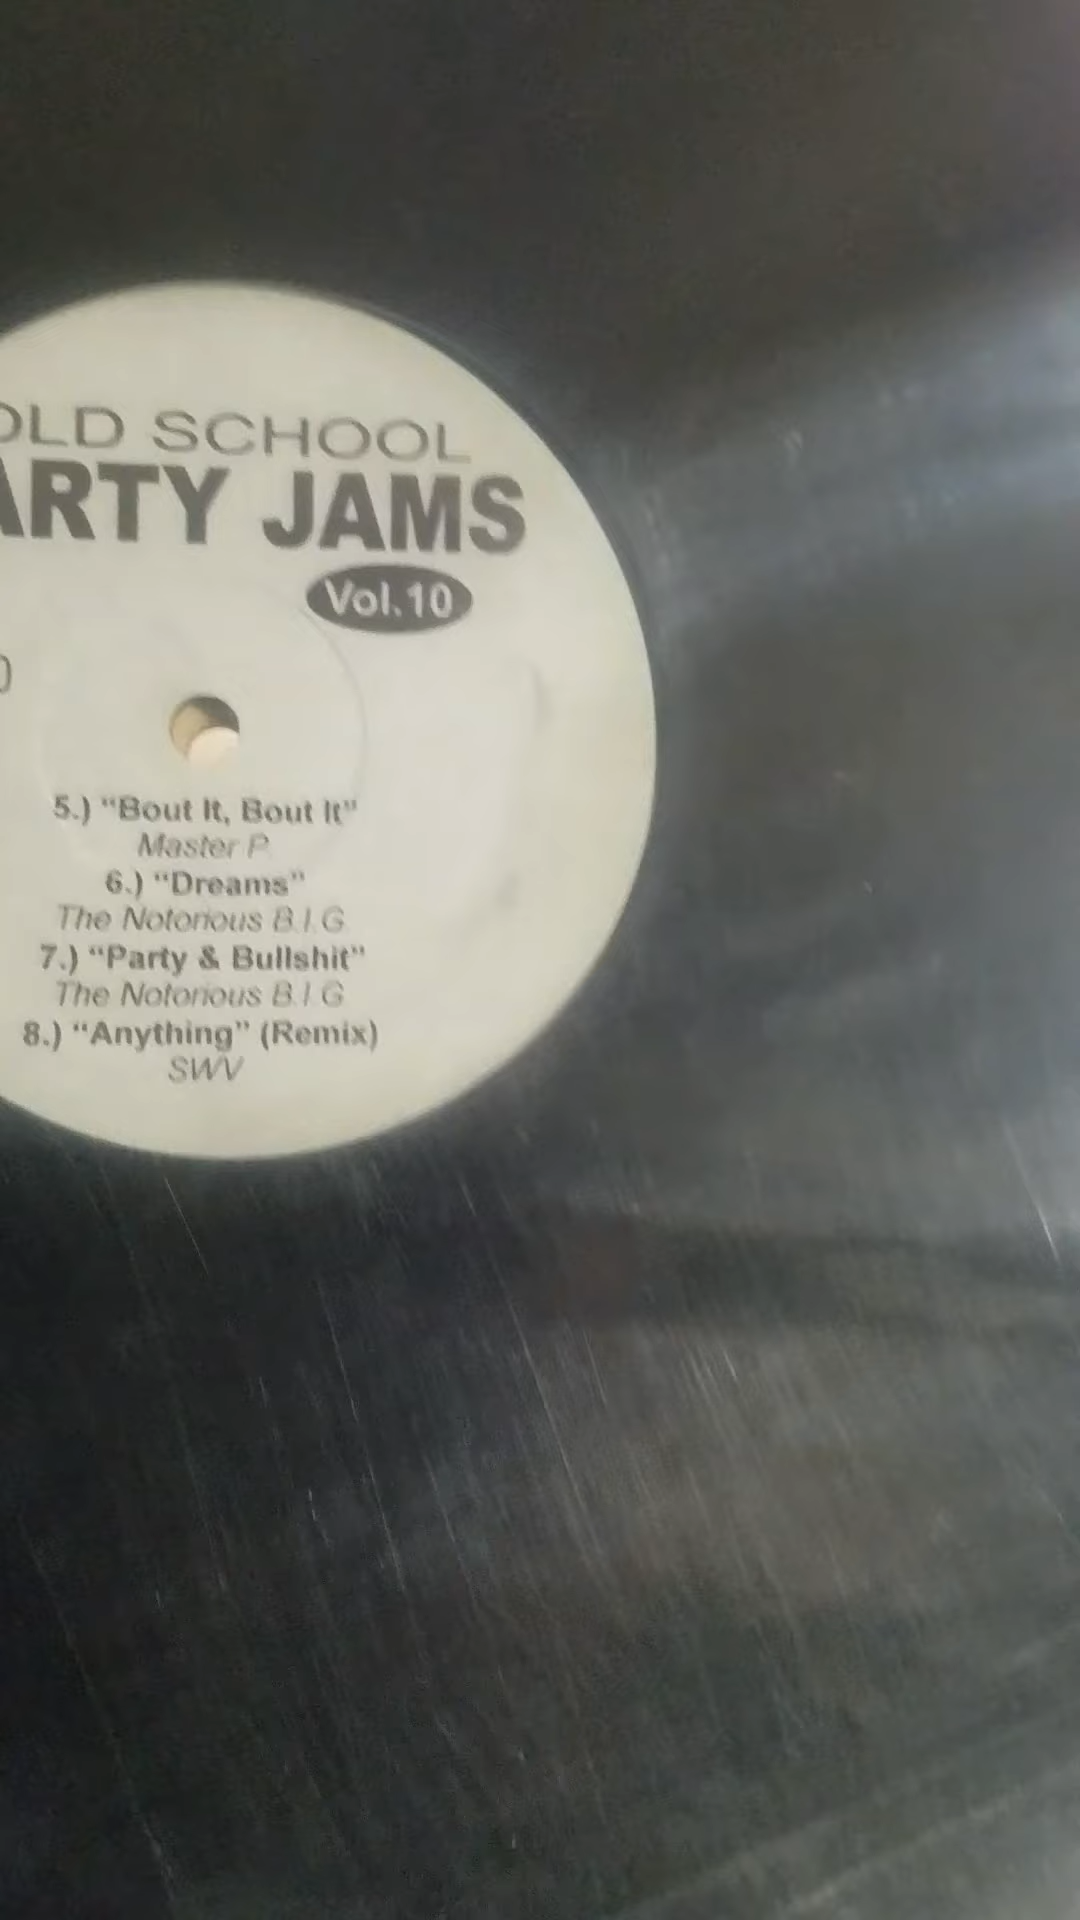 OLD SCHOOL
ARTY JAMS
Vol.10
5.) “Bout It, Bout It”
Master P.
6.) “Dreams”
The Notorious B.I.G.
7.) “Party & Bullshit”
The Notorious B.I.G
8.) “Anything” (Remix)
SWV